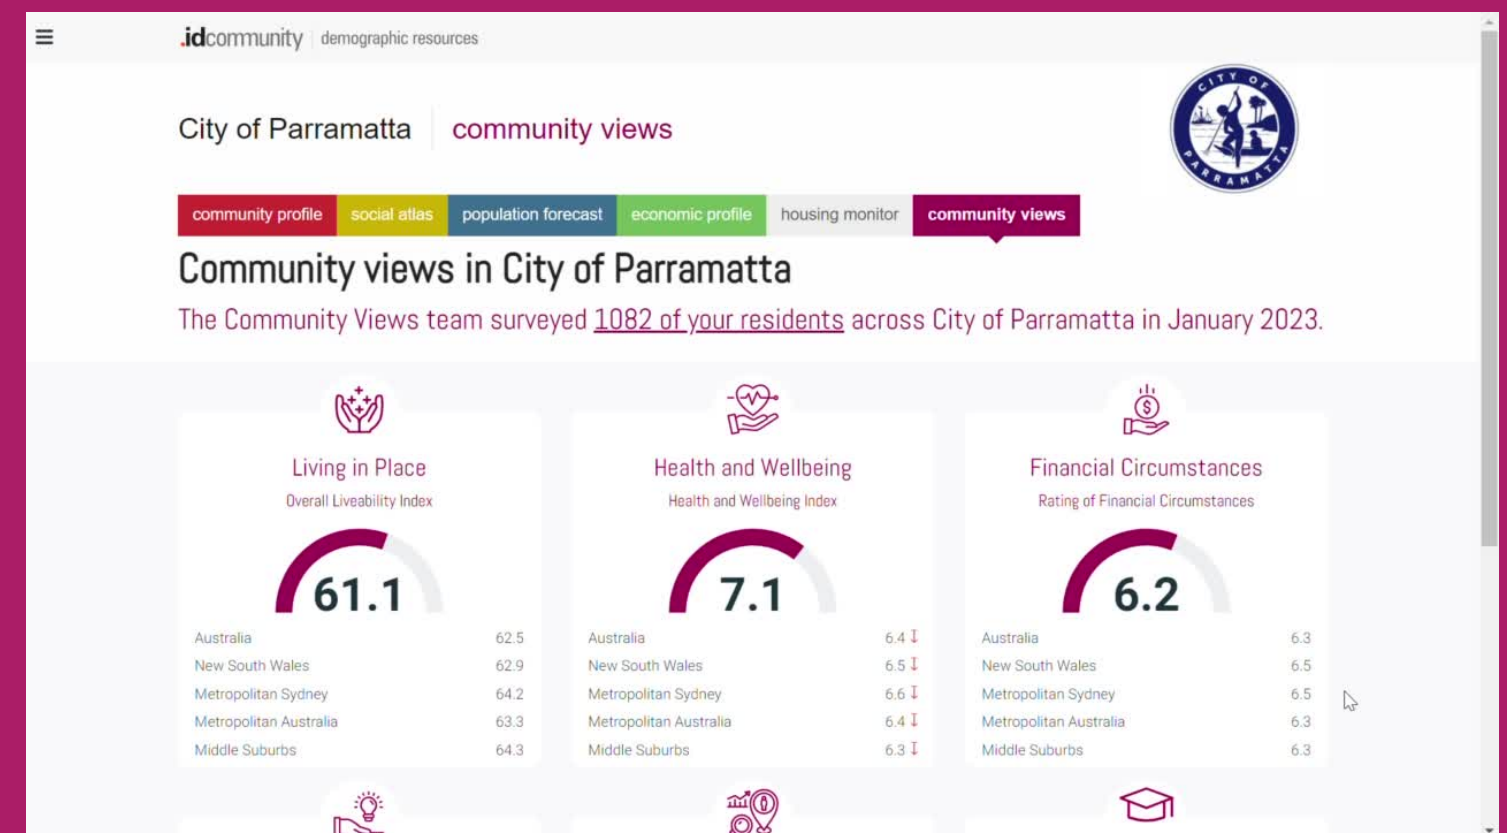 .idcommunity demographic resources
CITY OF PARRAMATTA
City of Parramatta community views
community profile social atlas population forecast economic profile housing monitor community views
Community views in City of Parramatta
The Community Views team surveyed 1082 of your residents across City of Parramatta in January 2023.
Living in Place
Overall Liveability Index
61.1
Australia 62.5
New South Wales 62.9
Metropolitan Sydney 64.2
Metropolitan Australia 63.3
Middle Suburbs 64.3
Health and Wellbeing
Health and Wellbeing Index
7.1
Australia 6.4
New South Wales 6.5
Metropolitan Sydney 6.6
Metropolitan Australia 6.4
Middle Suburbs 6.3
Financial Circumstances
Rating of Financial Circumstances
6.2
Australia 6.3
New South Wales 6.5
Metropolitan Sydney 6.5
Metropolitan Australia 6.3
Middle Suburbs 6.3